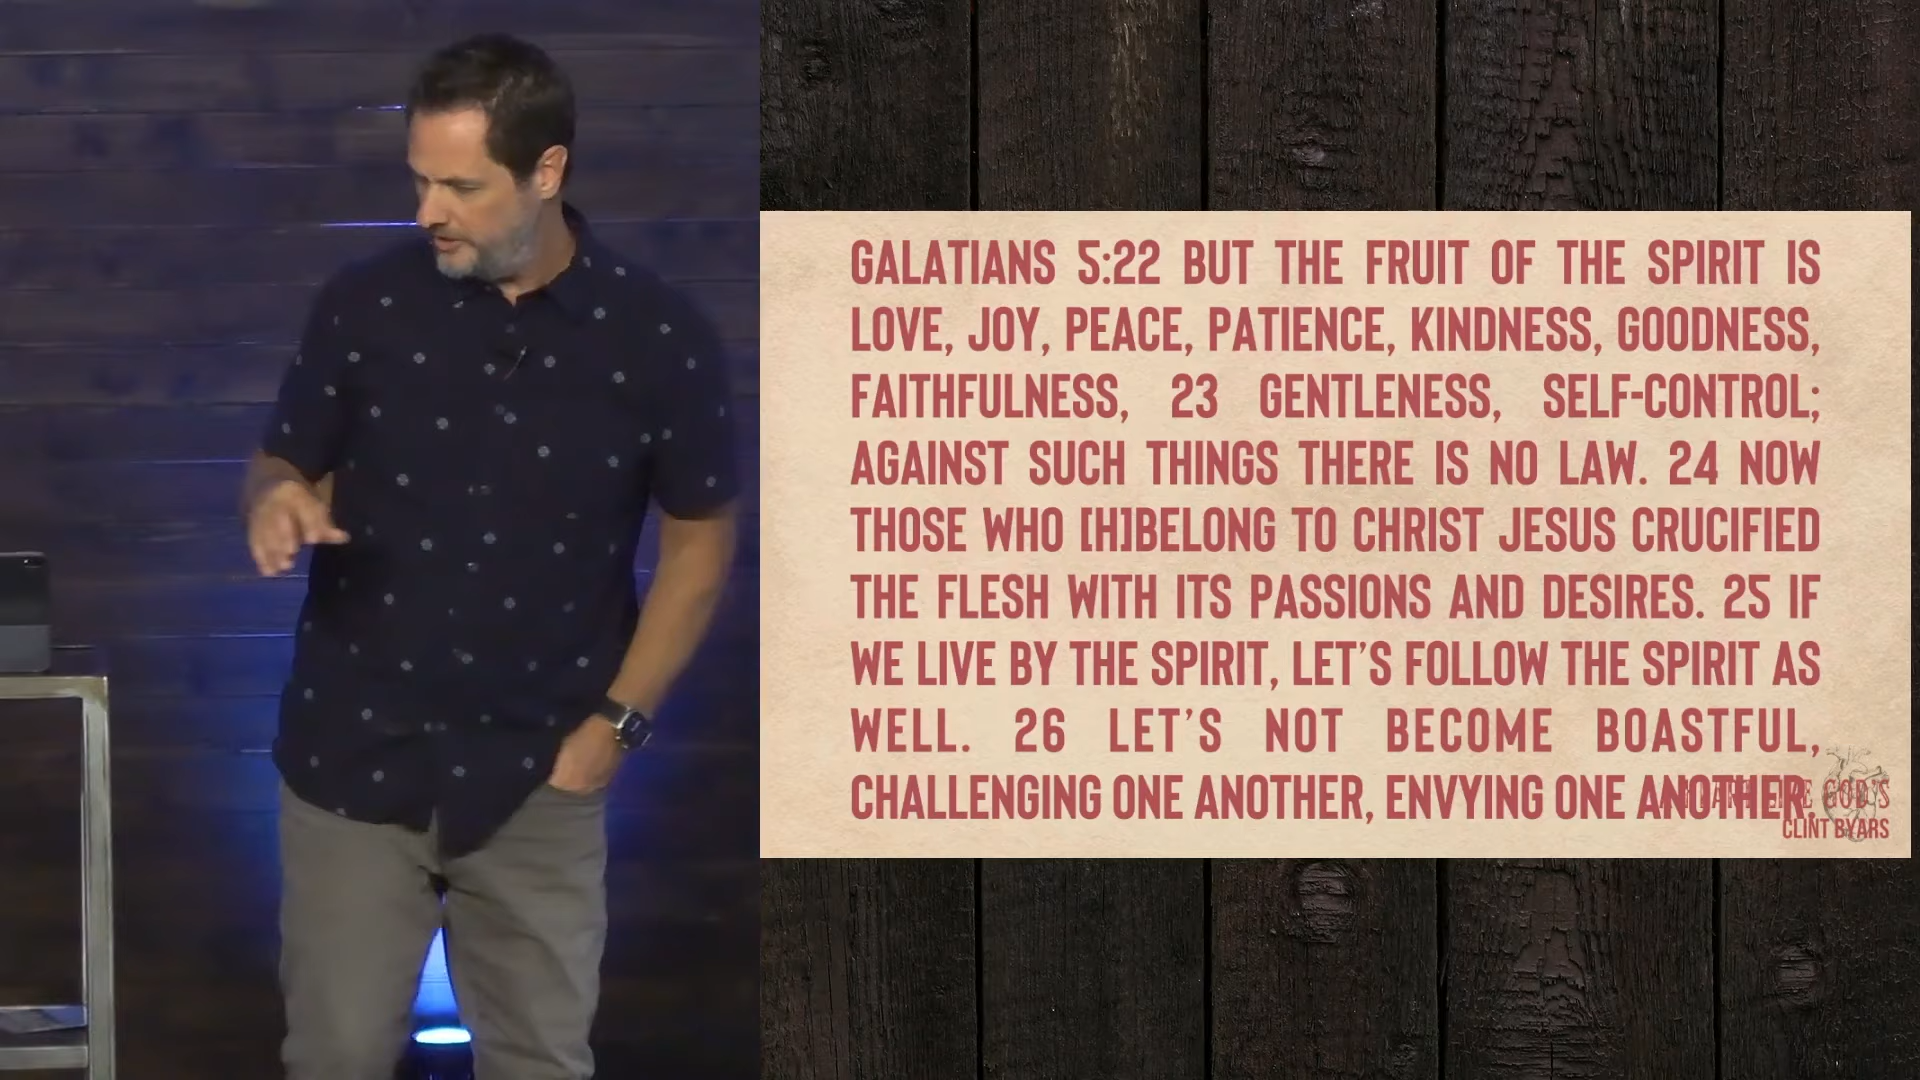 GALATIANS 5:22 BUT THE FRUIT OF THE SPIRIT IS
LOVE, JOY, PEACE, PATIENCE, KINDNESS, GOODNESS,
FAITHFULNESS, 23 GENTLENESS, SELF-CONTROL;
AGAINST SUCH THINGS THERE IS NO LAW. 24 NOW
THOSE WHO [H]BELONG TO CHRIST JESUS CRUCIFIED
THE FLESH WITH ITS PASSIONS AND DESIRES. 25 IF
WE LIVE BY THE SPIRIT, LET'S FOLLOW THE SPIRIT AS
WELL. 26 LET'S NOT BECOME BOASTFUL,
CHALLENGING ONE ANOTHER, ENVYING ONE ANOTHER.
GOD'S
CLINT BYARS